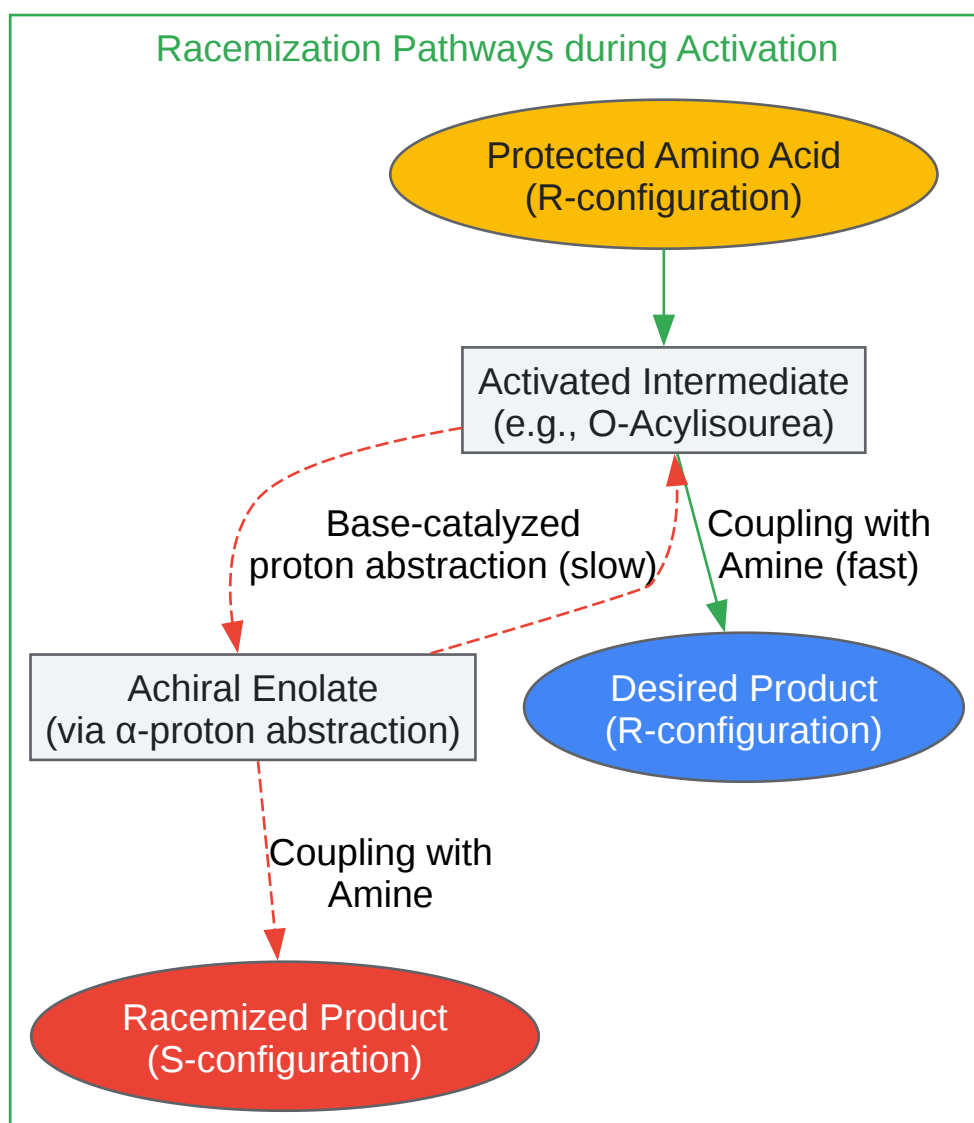 Racemization Pathways during Activation
Protected Amino Acid
(R-configuration)
Activated Intermediate
(e.g., O-Acylisourea)
Base-catalyzed
proton abstraction (slow)
Coupling with
Amine (fast)
Achiral Enolate
(via α-proton abstraction)
Desired Product
(R-configuration)
Coupling with
Amine
Racemized Product
(S-configuration)